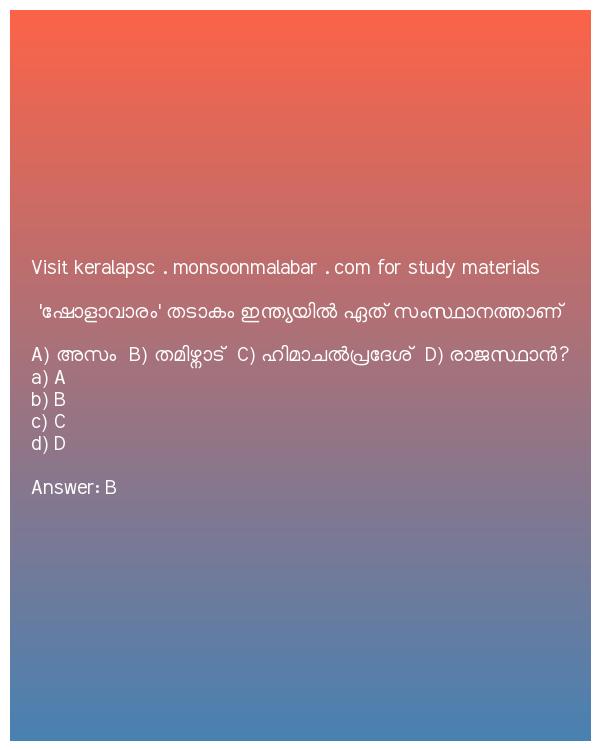 Visit keralapsc . monsoonmalabar . com for study materials
'ഷോളാവാരം' തടാകം ഇന്ത്യയിൽ ഏത് സംസ്ഥാനത്താണ്
A) അസം B) തമിഴ്നാട് C) ഹിമാചൽപ്രദേശ് D) രാജസ്ഥാൻ?
a) A
b) B
c) C
d) D
Answer: B